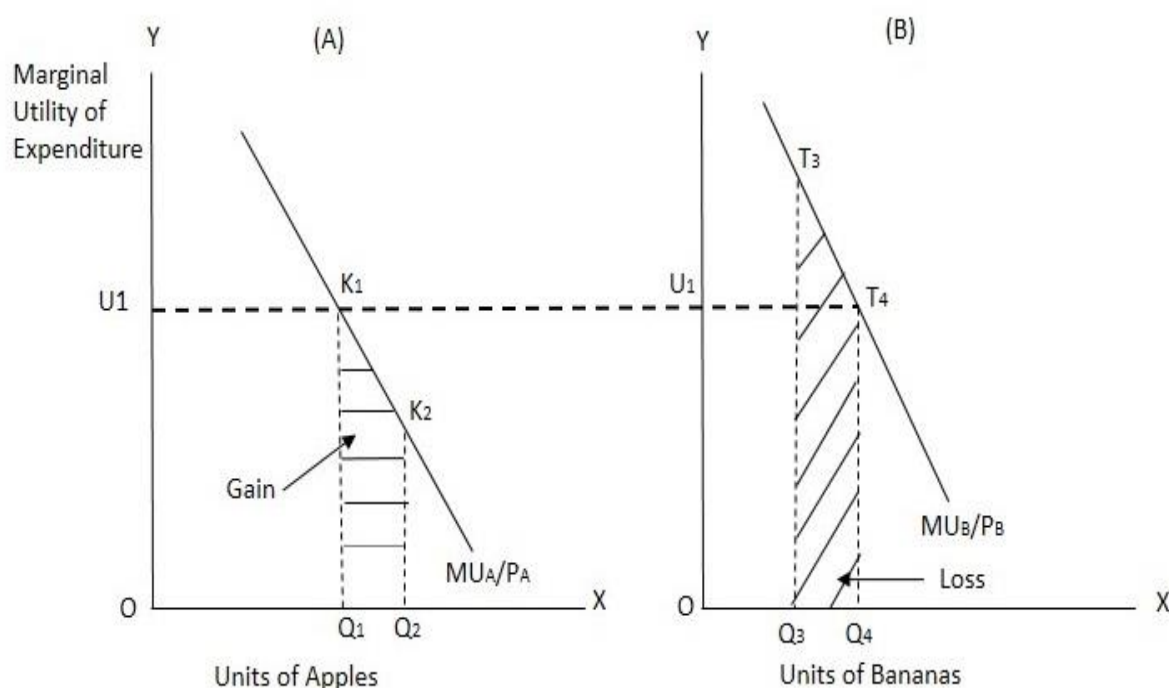 Y
(A)
Marginal
Utility of
Expenditure
K1
U1
K2
Gain
MUA/PA
O
X
Q1
Q2
Units of Apples
Y
(B)
T3
U1
T4
MUB/PB
Loss
O
X
Q3
Q4
Units of Bananas